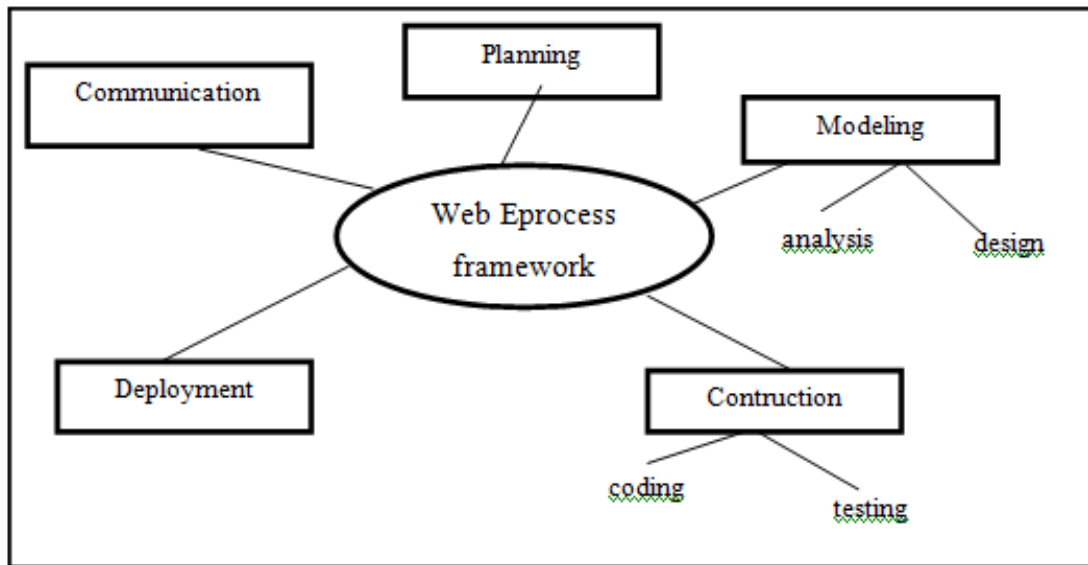 Planning
Communication
Modeling
Web Eprocess
framework
analysis
design
Deployment
Contruction
coding
testing